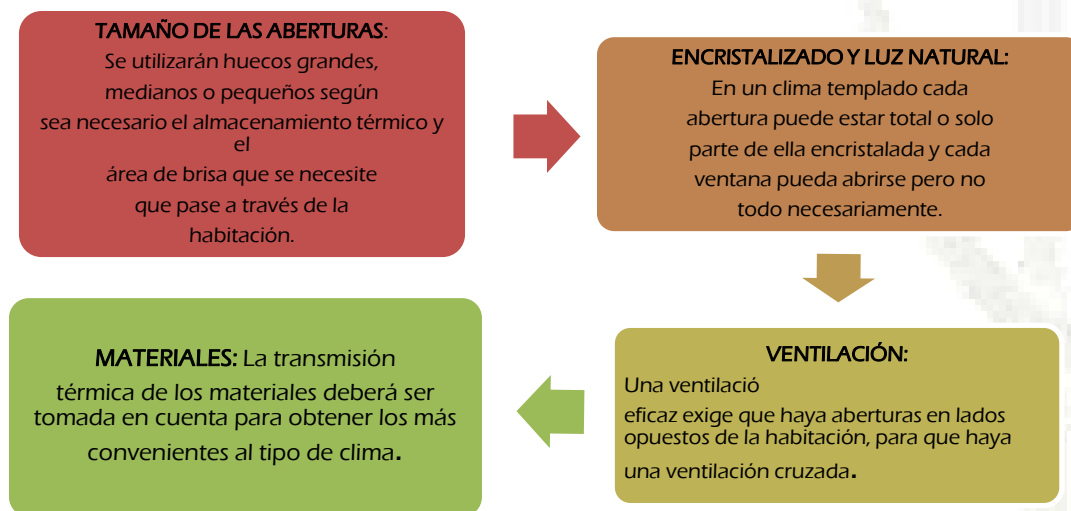 TAMAÑO DE LAS ABERTURAS:
Se utilizarán huecos grandes,
medianos o pequeños según
sea necesario el almacenamiento térmico y
el
área de brisa que se necesite
que pase a través de la
habitación.
ENCRISTALIZADO Y LUZ NATURAL:
En un clima templado cada
abertura puede estar total o solo
parte de ella encristalada y cada
ventana pueda abrirse pero no
todo necesariamente.
VENTILACIÓN:
Una ventilació
eficaz exige que haya aberturas en lados
opuestos de la habitación, para que haya
una ventilación cruzada.
MATERIALES: La transmisión
térmica de los materiales deberá ser
tomada en cuenta para obtener los más
convenientes al tipo de clima.